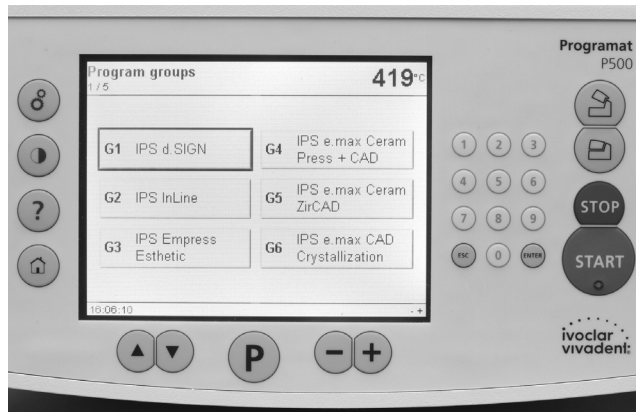 Programat
P500
Program groups
1/5
419°C
G1 IPS d.SIGN
G4 IPS e.max Ceram
Press + CAD
G2 IPS InLine
G5 IPS e.max Ceram
ZirCAD
G3 IPS Empress
Esthetic
G6 IPS e.max CAD
Crystallization
16:06:10
- +
?
1 2 3
4 5 6
7 8 9
ESC 0 ENTER
STOP
START
P
- +
ivoclar
vivadent: